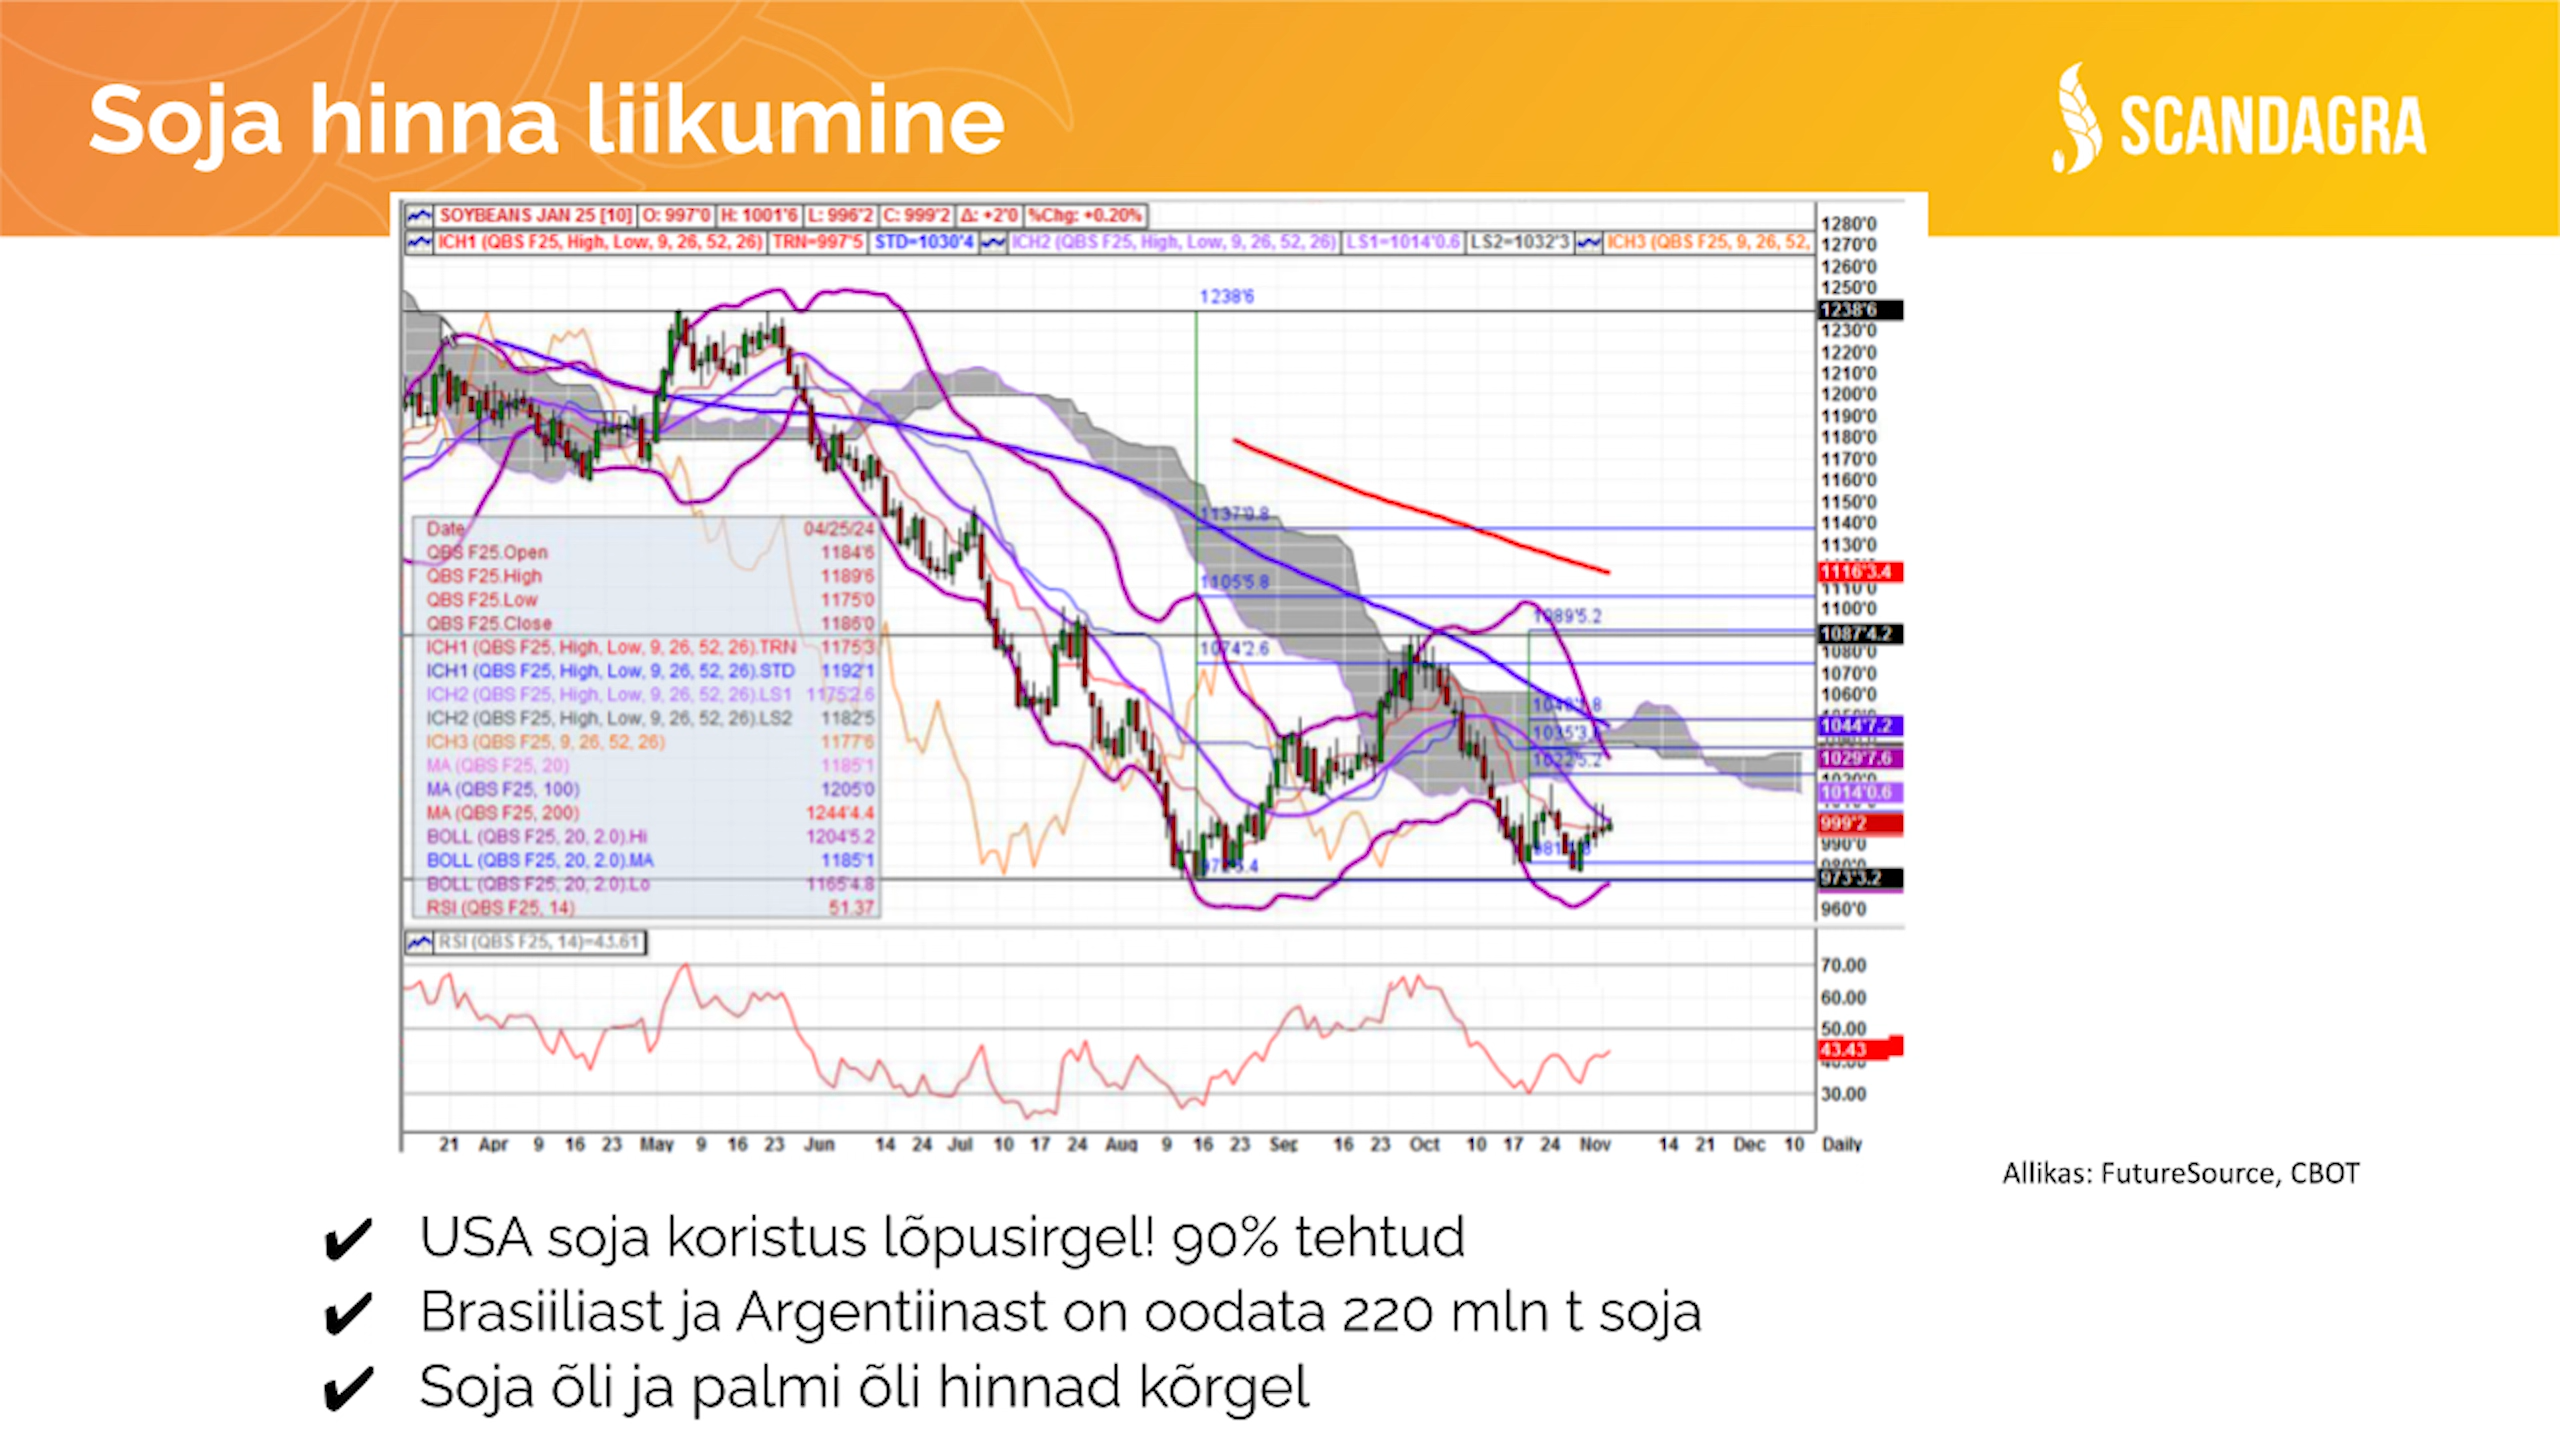 Soja hinna liikumine
SCANDAGRA
SOYBEANS JAN 25 [10] O: 997'0 H: 1001'6 L: 996'2 C: 999'2 Δ: +2'0 %Chg: +0.20%
ICH1 (QBS F25, High, Low, 9, 26, 52, 26) TRN=997'5 STD=1030'4 ICH2 (QBS F25, High, Low, 9, 26, 52, 26) LS1=1014'0.6 LS2=1032'3 ICH3 (QBS F25, 9, 26, 52,
1280'0
1270'0
1260'0
1250'0
1238'6
1238'6
1230'0
1220'0
1210'0
1200'0
1190'0
1180'0
1170'0
1160'0
1150'0
1140'0
1130'0
1116'3.4
1110'0
1100'0
1087'4.2
1080'0
1070'0
1060'0
1044'7.2
1029'7.6
1014'0.6
999'2
990'0
980'0
973'3.2
960'0
1137'0.8
1105'5.8
1074'2.6
1089'5.2
1022'5.2
Date 04/25/24
QBS F25.Open 1184'6
QBS F25.High 1189'6
QBS F25.Low 1175'0
QBS F25.Close 1186'0
ICH1 (QBS F25, High, Low, 9, 26, 52, 26).TRN 1175'3
ICH1 (QBS F25, High, Low, 9, 26, 52, 26).STD 1192'1
ICH2 (QBS F25, High, Low, 9, 26, 52, 26).LS1 1175'2.6
ICH2 (QBS F25, High, Low, 9, 26, 52, 26).LS2 1182'5
ICH3 (QBS F25, 9, 26, 52, 26) 1177'6
MA (QBS F25, 20) 1185'1
MA (QBS F25, 100) 1205'0
MA (QBS F25, 200) 1244'4.4
BOLL (QBS F25, 20, 2.0).Hi 1204'5.2
BOLL (QBS F25, 20, 2.0).MA 1185'1
BOLL (QBS F25, 20, 2.0).Lo 1165'4.8
RSI (QBS F25, 14) 51.37
RSI (QBS F25, 14)=43.61
70.00
60.00
50.00
43.43
40.00
30.00
21 Apr 9 16 23 May 9 16 23 Jun 14 24 Jul 10 17 24 Aug 9 16 23 Sep 16 23 Oct 10 17 24 Nov 14 21 Dec 10 Daily
Allikas: FutureSource, CBOT
✔ USA soja koristus lõpusirgel! 90% tehtud
✔ Brasiiliast ja Argentiinast on oodata 220 mln t soja
✔ Soja õli ja palmi õli hinnad kõrgel